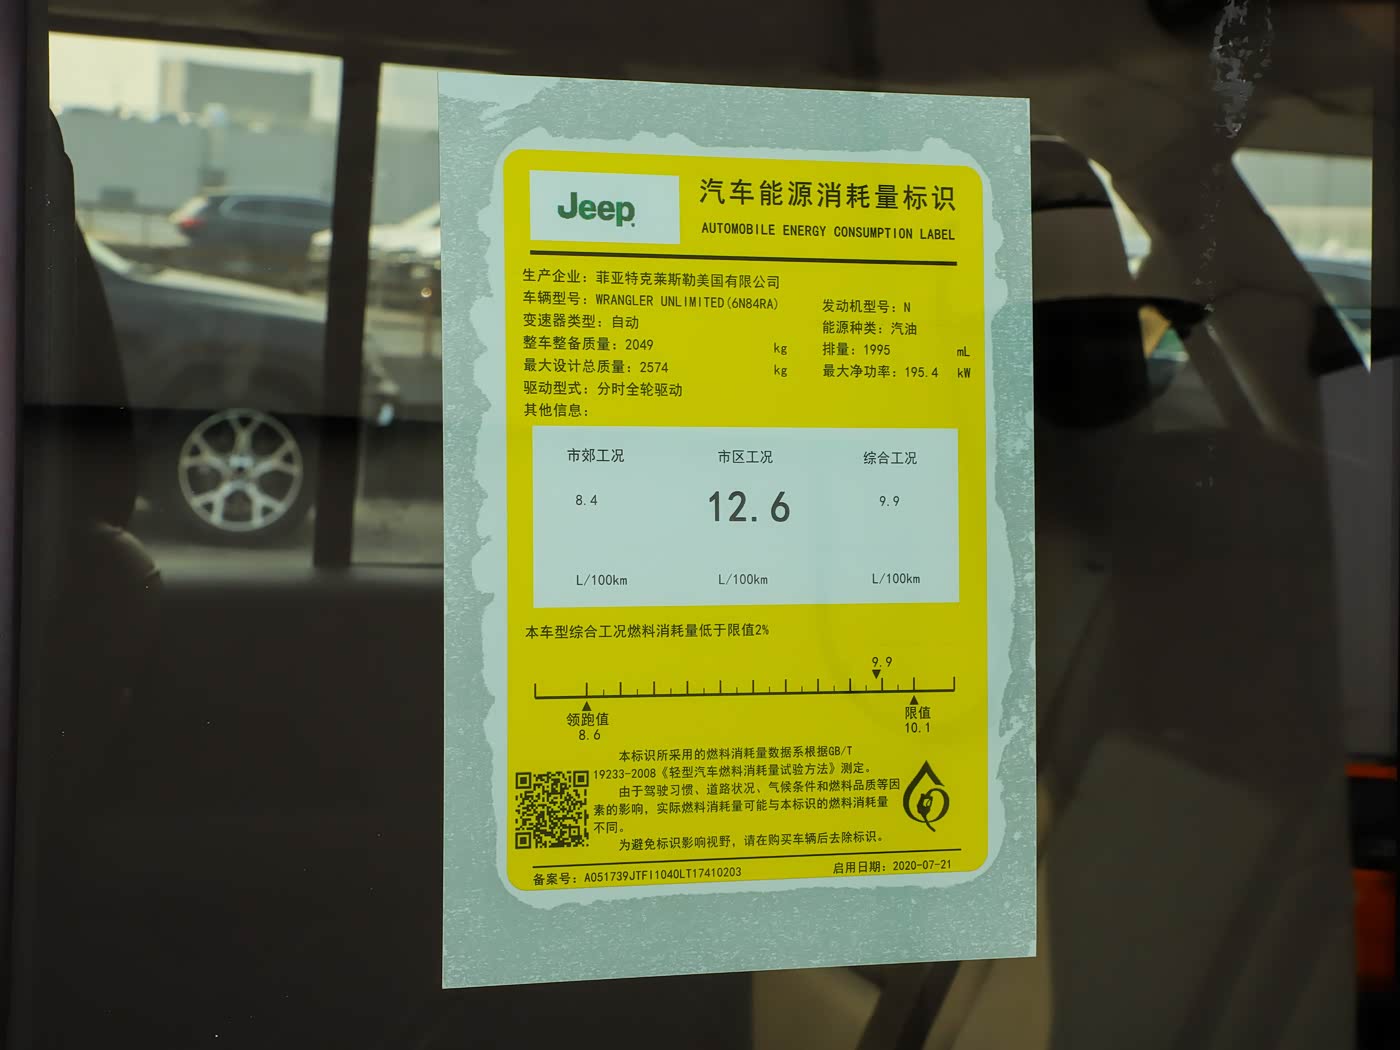 Jeep
汽车能源消耗量标识
AUTOMOBILE ENERGY CONSUMPTION LABEL
生产企业：菲亚特克莱斯勒美国有限公司
车辆型号：WRANGLER UNLIMITED(6N84RA)
发动机型号：N
变速器类型：自动
能源种类：汽油
整车整备质量：2049 kg
排量：1995 mL
最大设计总质量：2574 kg
最大净功率：195.4 kW
驱动型式：分时全轮驱动
其他信息：
市郊工况 市区工况 综合工况
8.4 12.6 9.9
L/100km L/100km L/100km
本车型综合工况燃料消耗量低于限值2%
9.9
领跑值 限值
8.6 10.1
本标识所采用的燃料消耗量数据系根据GB/T
19233-2008《轻型汽车燃料消耗量试验方法》测定。
由于驾驶习惯、道路状况、气候条件和燃料品质等因
素的影响，实际燃料消耗量可能与本标识的燃料消耗量
不同。
为避免标识影响视野，请在购买车辆后去除标识。
备案号：A051739JTFI1040LT17410203
启用日期：2020-07-21